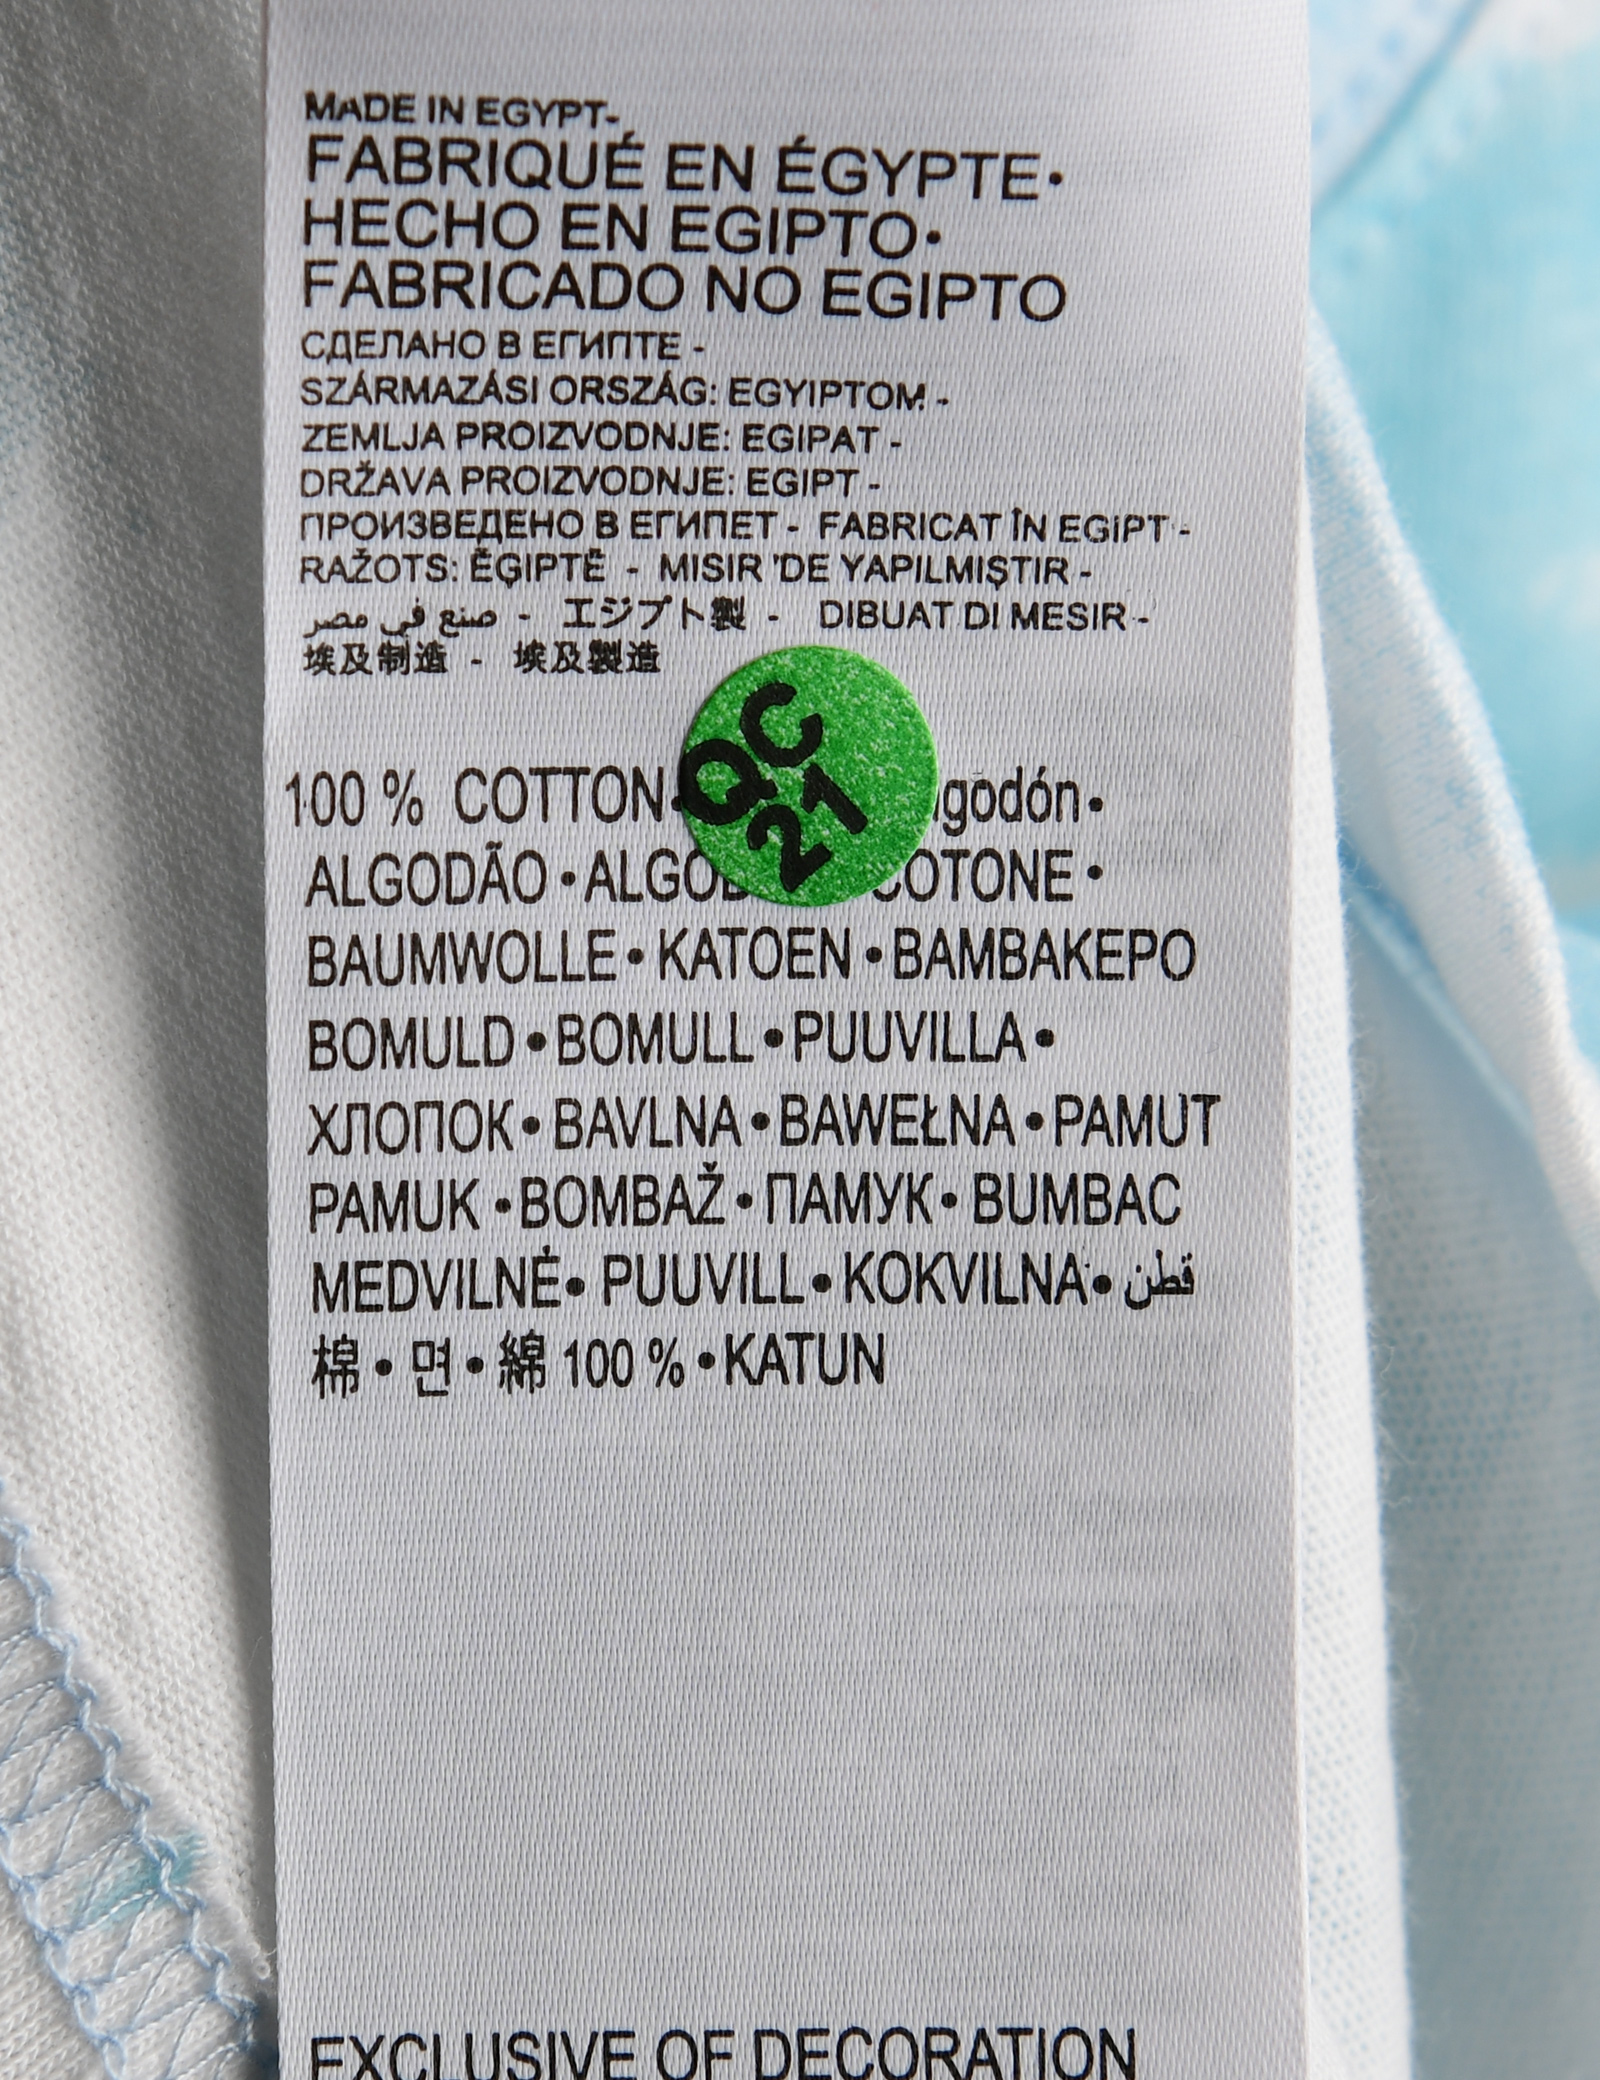 MADE IN EGYPT-
FABRIQUÉ EN ÉGYPTE•
HECHO EN EGIPTO•
FABRICADO NO EGIPTO
СДЕЛАНО В ЕГИПТЕ -
SZÁRMAZÁSI ORSZÁG: EGYIPTOM -
ZEMLJA PROIZVODNJE: EGIPAT -
DRŽAVA PROIZVODNJE: EGIPT -
ПРОИЗВЕДЕНО В ЕГИПЕТ - FABRICAT ÎN EGIPT -
RAŽOTS: ĒĢIPTĒ - MISIR 'DE YAPILMIŞTIR -
صنع في مصر - エジプト製 - DIBUAT DI MESIR -
埃及制造 - 埃及製造
QC
21
100 % COTTON•
ALGODÃO • COTONE •
BAUMWOLLE • KATOEN • BAMBAKEPO
BOMULD • BOMULL • PUUVILLA •
ХЛОПОК • BAVLNA • BAWEŁNA • PAMUT
PAMUK • BOMBAŽ • ПАМУК • BUMBAC
MEDVILNĖ • PUUVILL • KOKVILNA • قطن
棉 • 면 • 綿 100 % • KATUN
EXCLUSIVE OF DECORATION